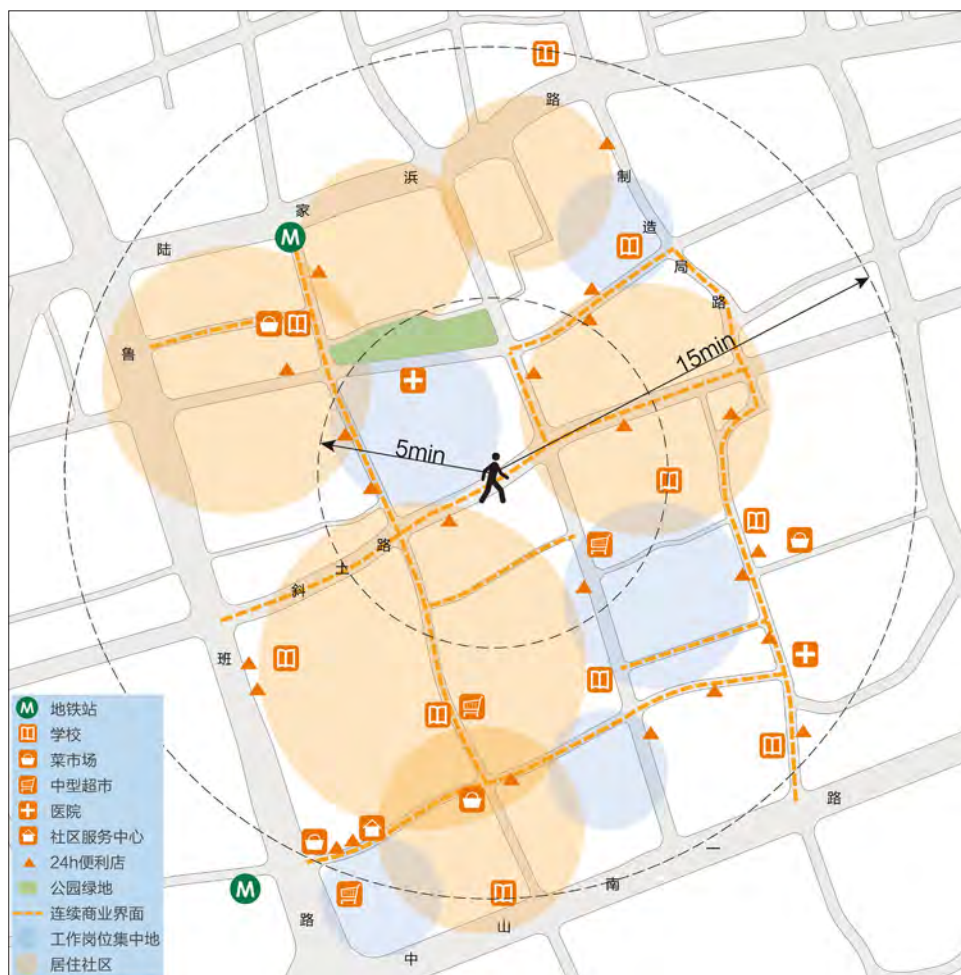 陆家浜路
制造局路
鲁班路
斜土路
中山南一路
15min
5min
M
M
地铁站
学校
菜市场
中型超市
医院
社区服务中心
24h便利店
公园绿地
连续商业界面
工作岗位集中地
居住社区
M